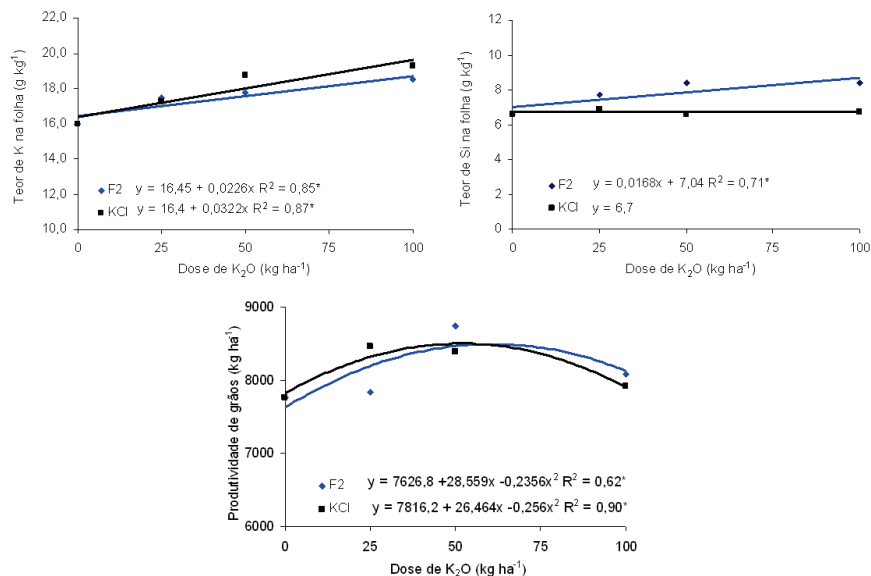 Teor de K na folha (g kg⁻¹)
20,0
18,0
16,0
14,0
12,0
10,0
F2 y = 16,45 + 0,0226x R² = 0,85*
KCl y = 16,4 + 0,0322x R² = 0,87*
0 25 50 75 100
Dose de K₂O (kg ha⁻¹)
Teor de Si na folha (g kg⁻¹)
12
10
8
6
4
2
0
F2 y = 0,0168x + 7,04 R² = 0,71*
KCl y = 6,7
0 25 50 75 100
Dose de K₂O (kg ha⁻¹)
Produtividade de grãos (kg ha⁻¹)
9000
8000
7000
6000
F2 y = 7626,8 +28,559x -0,2356x² R² = 0,62*
KCl y = 7816,2 + 26,464x -0,256x² R² = 0,90*
0 25 50 75 100
Dose de K₂O (kg ha⁻¹)